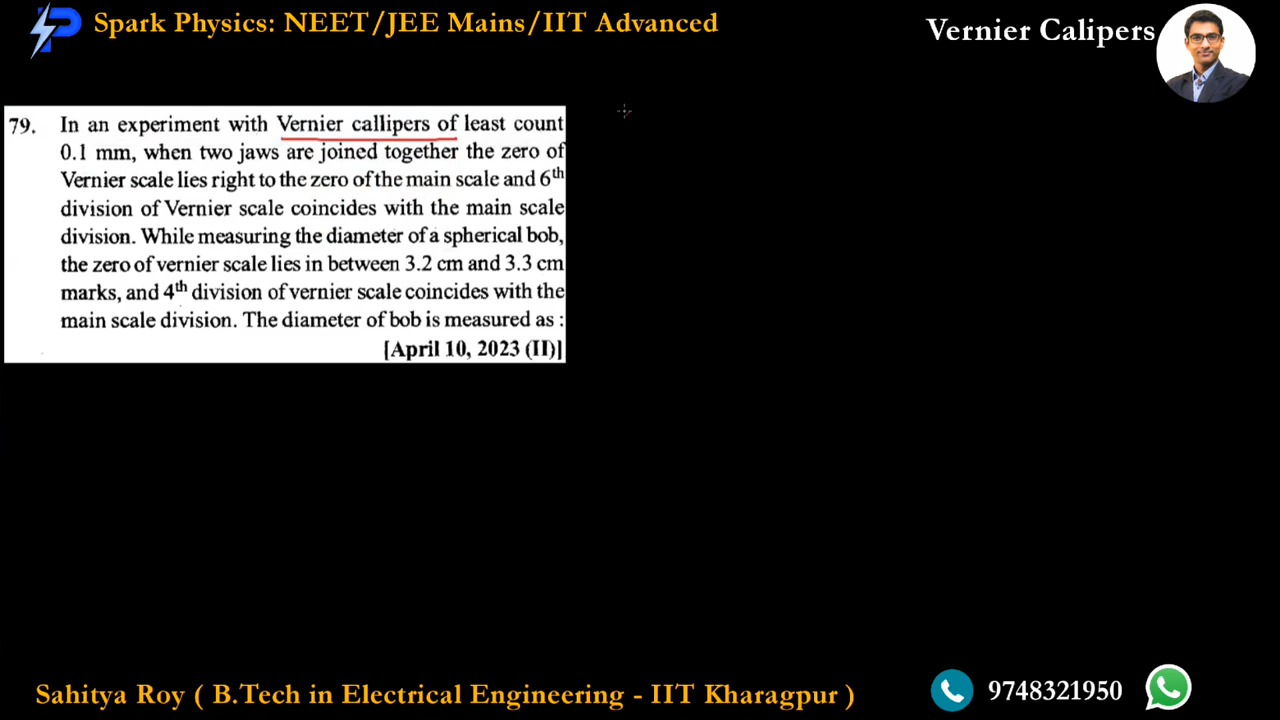 Spark Physics: NEET/JEE Mains/IIT Advanced
Vernier Calipers
79. In an experiment with Vernier callipers of least count
0.1 mm, when two jaws are joined together the zero of
Vernier scale lies right to the zero of the main scale and 6th
division of Vernier scale coincides with the main scale
division. While measuring the diameter of a spherical bob,
the zero of vernier scale lies in between 3.2 cm and 3.3 cm
marks, and 4th division of vernier scale coincides with the
main scale division. The diameter of bob is measured as :
[April 10, 2023 (II)]
Sahitya Roy ( B.Tech in Electrical Engineering - IIT Kharagpur )
9748321950